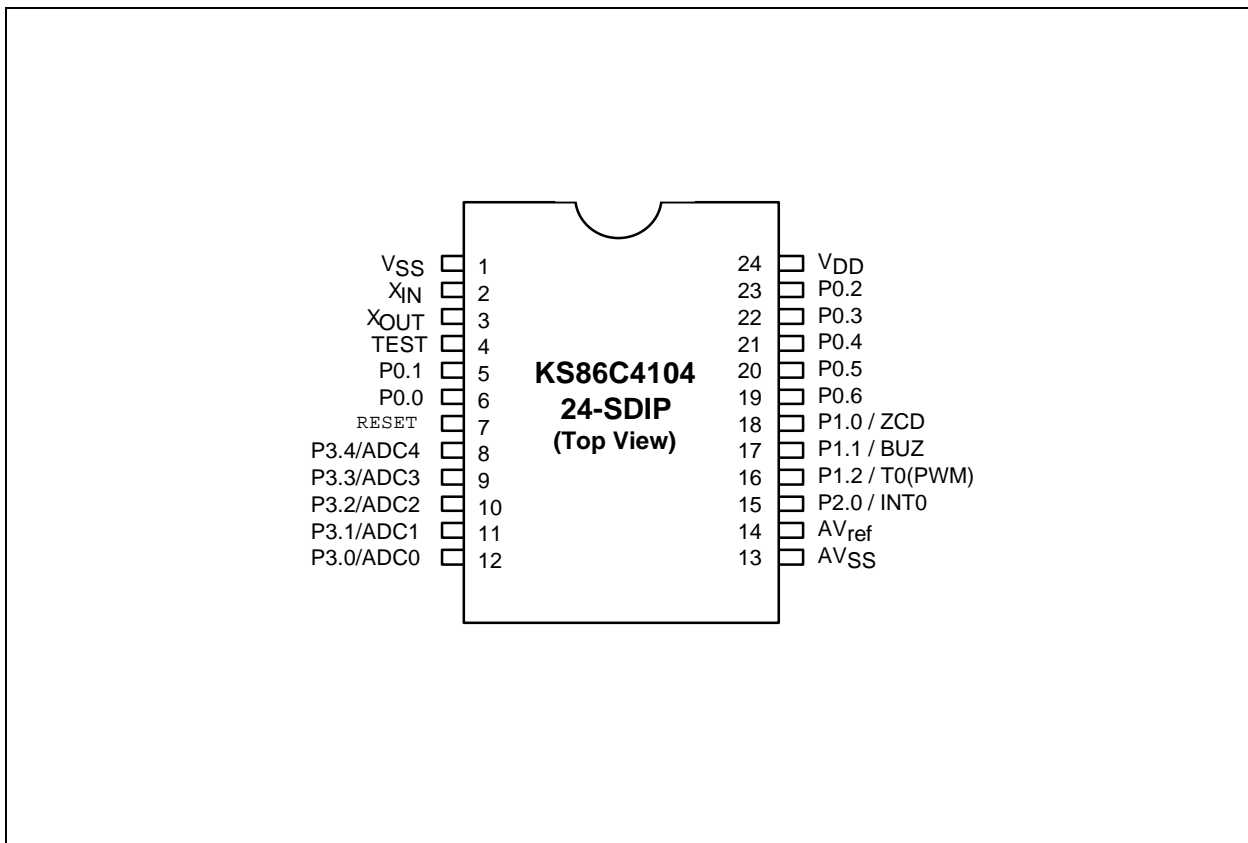 VSS 1
XIN 2
XOUT 3
TEST 4
P0.1 5
P0.0 6
RESET 7
P3.4/ADC4 8
P3.3/ADC3 9
P3.2/ADC2 10
P3.1/ADC1 11
P3.0/ADC0 12
KS86C4104
24-SDIP
(Top View)
24 VDD
23 P0.2
22 P0.3
21 P0.4
20 P0.5
19 P0.6
18 P1.0 / ZCD
17 P1.1 / BUZ
16 P1.2 / T0(PWM)
15 P2.0 / INT0
14 AVref
13 AVSS